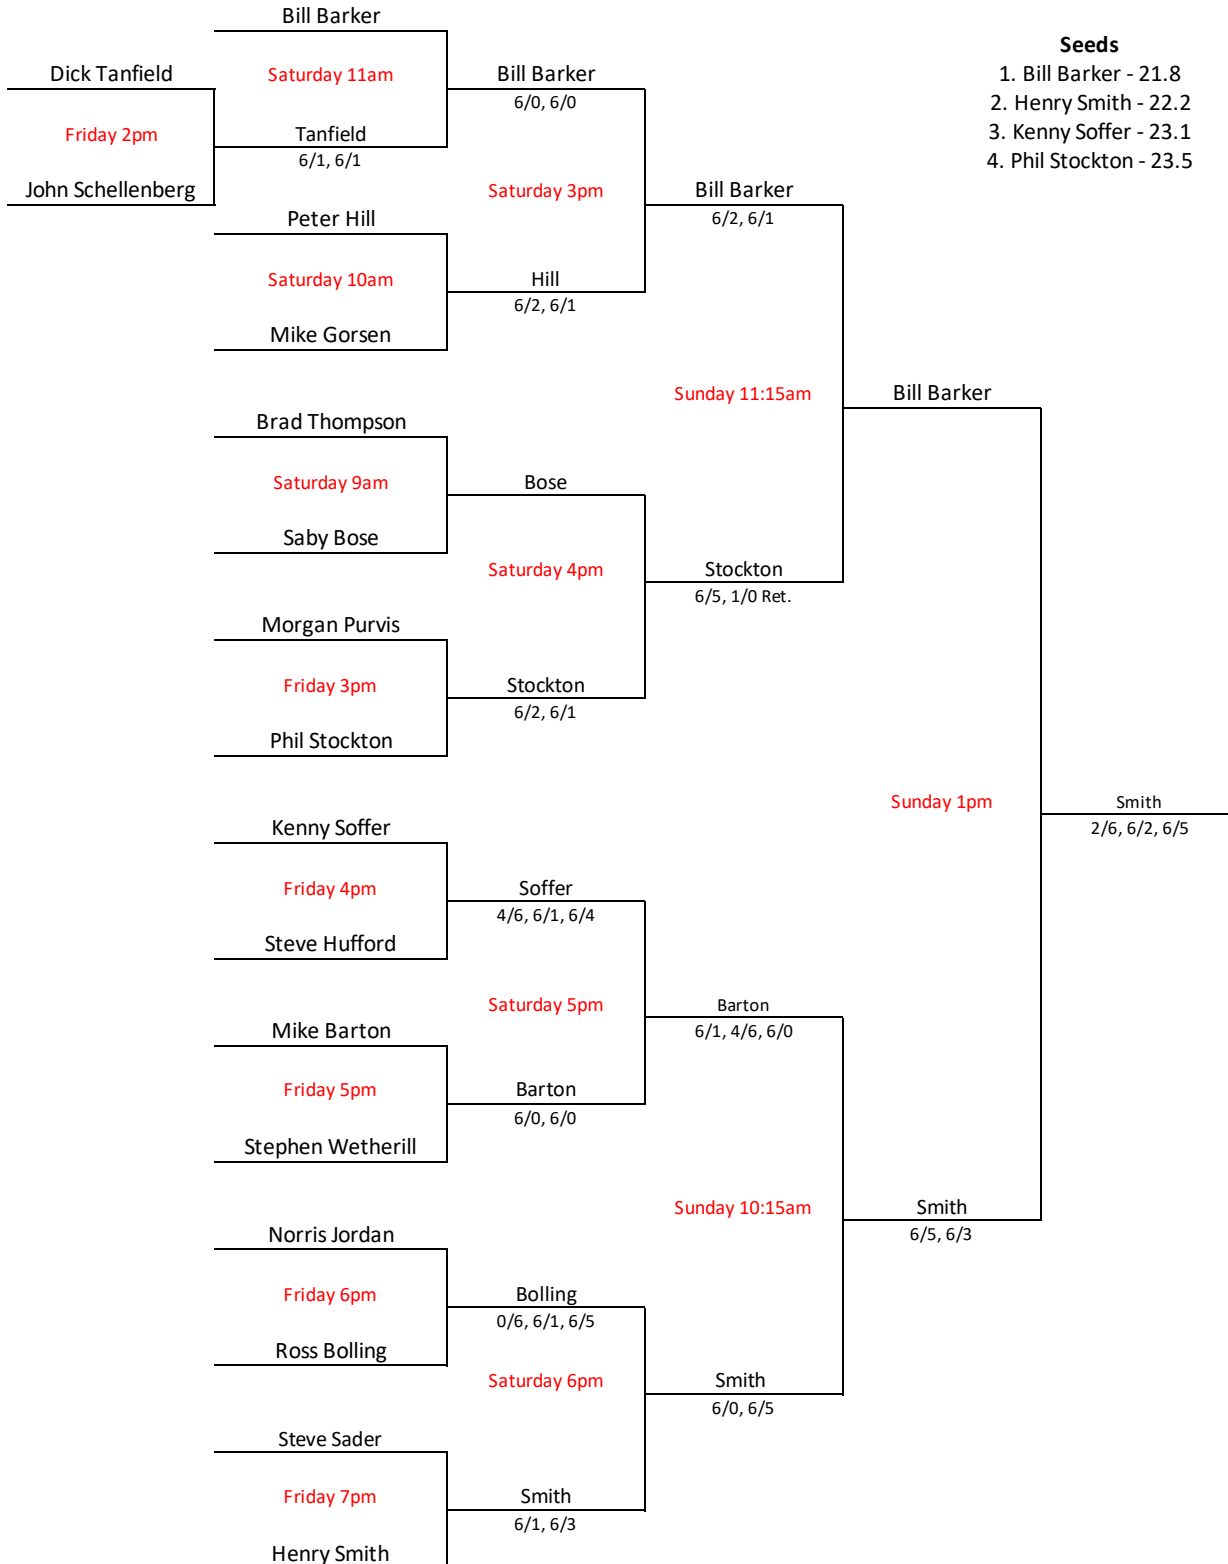 Bill Barker
Seeds
Dick Tanfield
Saturday 11am
Bill Barker
1. Bill Barker - 21.8
6/0, 6/0
2. Henry Smith - 22.2
Friday 2pm
Tanfield
3. Kenny Soffer - 23.1
6/1, 6/1
4. Phil Stockton - 23.5
John Schellenberg
Saturday 3pm
Bill Barker
Peter Hill
6/2, 6/1
Saturday 10am
Hill
6/2, 6/1
Mike Gorsen
Sunday 11:15am
Bill Barker
Brad Thompson
Saturday 9am
Bose
Saby Bose
Saturday 4pm
Stockton
6/5, 1/0 Ret.
Morgan Purvis
Friday 3pm
Stockton
6/2, 6/1
Phil Stockton
Sunday 1pm
Smith
Kenny Soffer
2/6, 6/2, 6/5
Friday 4pm
Soffer
4/6, 6/1, 6/4
Steve Hufford
Saturday 5pm
Barton
Mike Barton
6/1, 4/6, 6/0
Friday 5pm
Barton
6/0, 6/0
Stephen Wetherill
Sunday 10:15am
Smith
Norris Jordan
6/5, 6/3
Friday 6pm
Bolling
0/6, 6/1, 6/5
Ross Bolling
Saturday 6pm
Smith
6/0, 6/5
Steve Sader
Friday 7pm
Smith
6/1, 6/3
Henry Smith